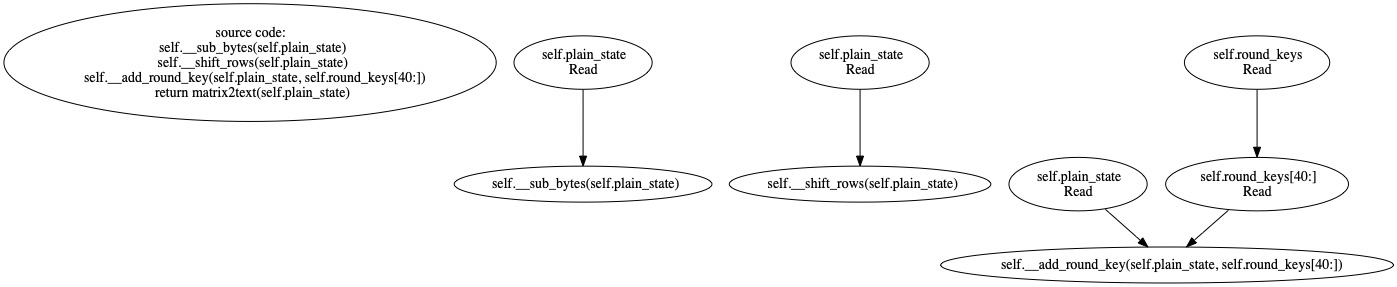 source code:
self.__sub_bytes(self.plain_state)
self.__shift_rows(self.plain_state)
self.__add_round_key(self.plain_state, self.round_keys[40:])
return matrix2text(self.plain_state)
self.plain_state
Read
self.__sub_bytes(self.plain_state)
self.plain_state
Read
self.__shift_rows(self.plain_state)
self.round_keys
Read
self.plain_state
Read
self.round_keys[40:]
Read
self.__add_round_key(self.plain_state, self.round_keys[40:])